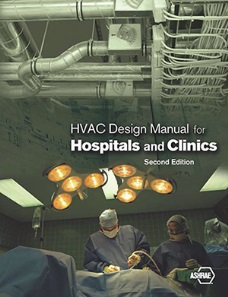 HVAC Design Manual for
Hospitals and Clinics
Second Edition
ASHRAE